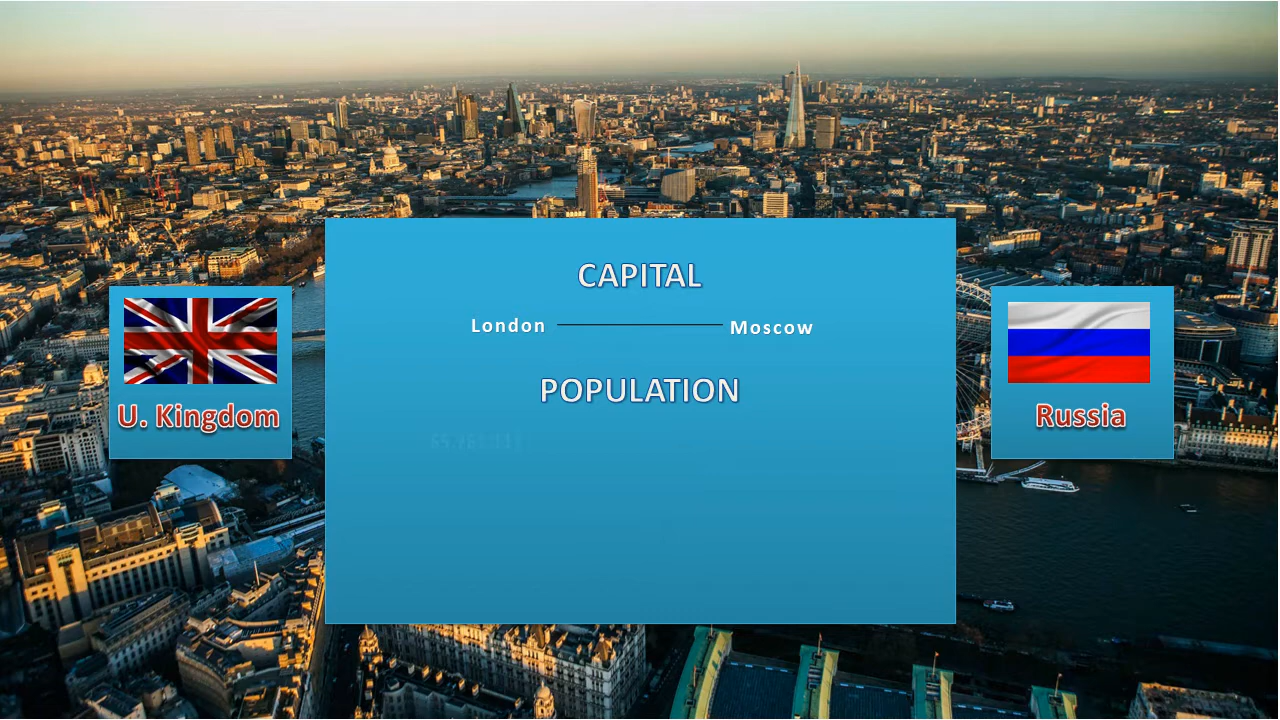 CAPITAL
London
Moscow
POPULATION
U. Kingdom
Russia